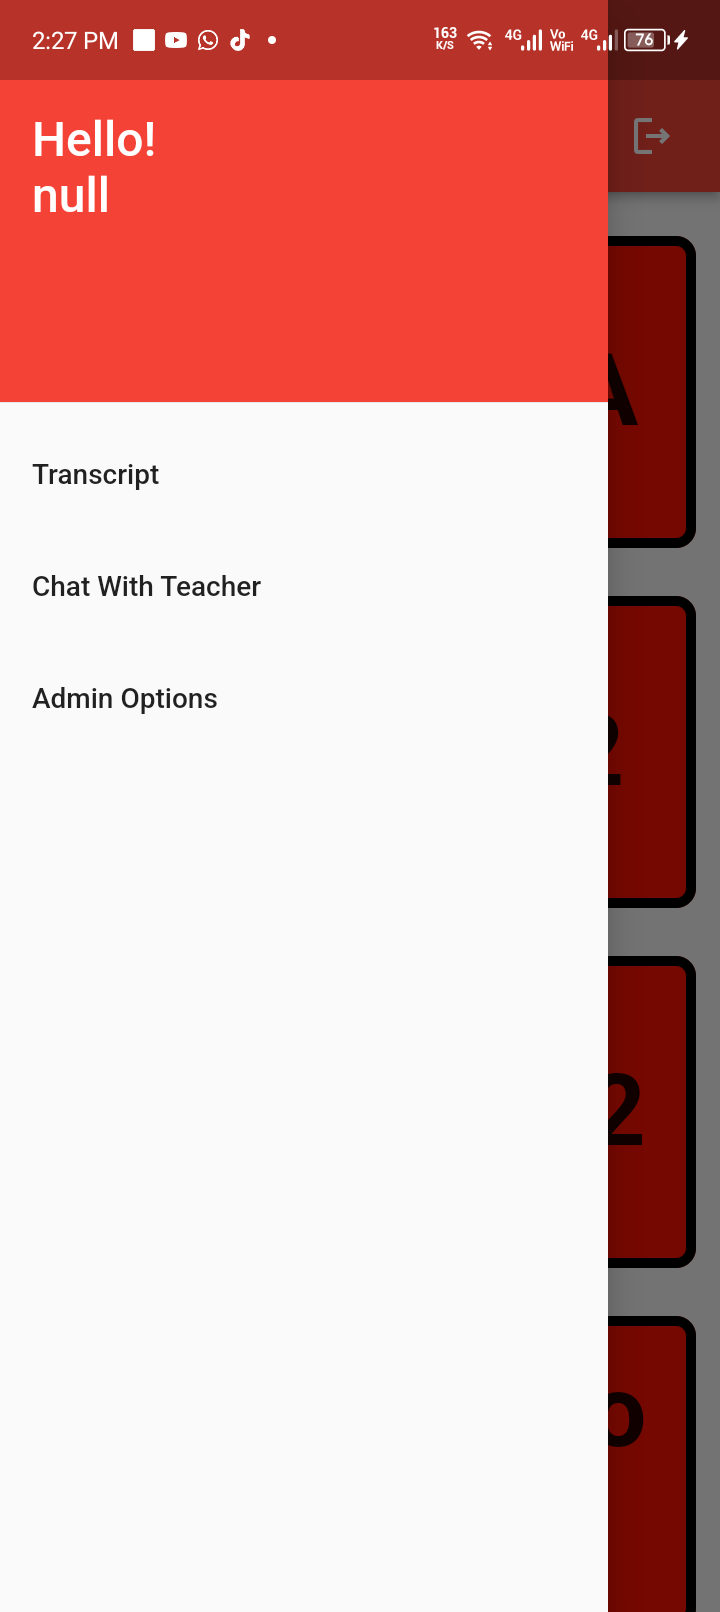 2:27 PM 163 K/S 4G Vo WiFi 4G 76
Hello!
null
A
Transcript
Chat With Teacher
Admin Options
2
2